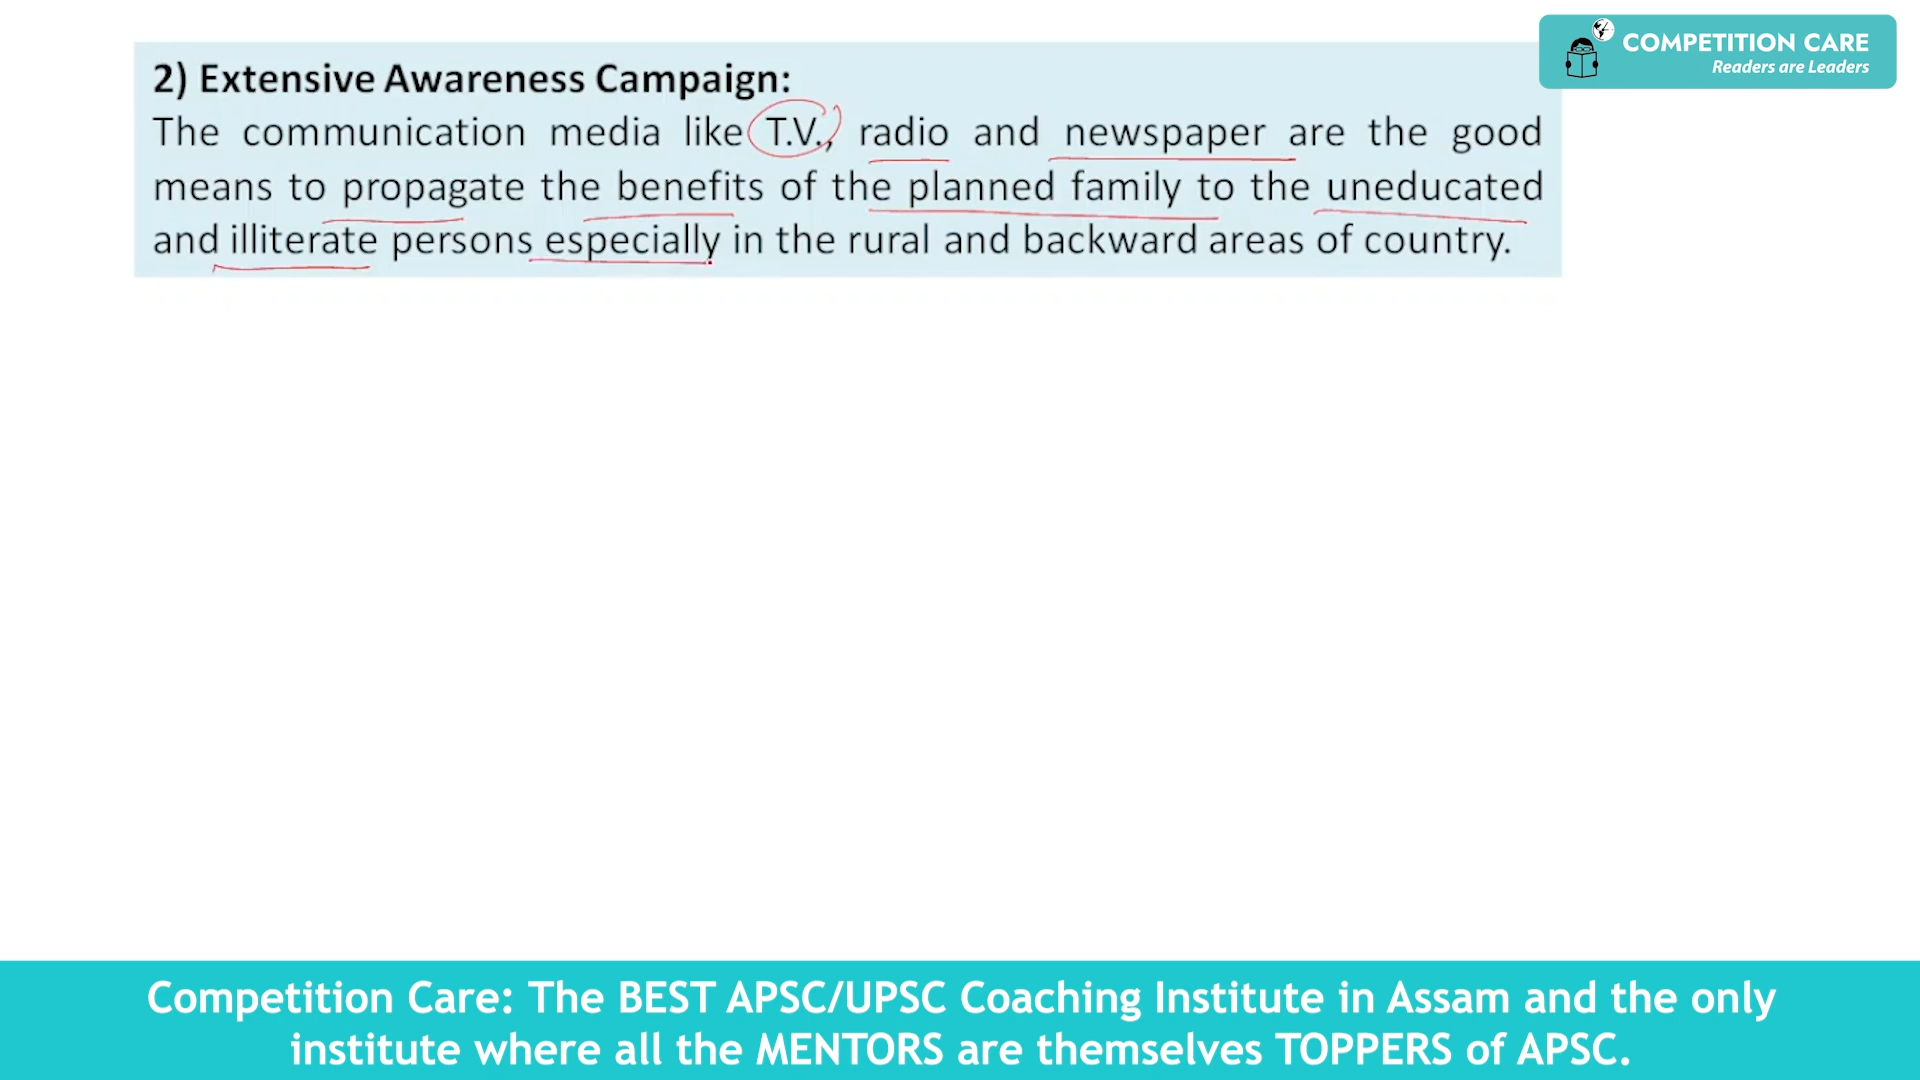 COMPETITION CARE
Readers are Leaders
2) Extensive Awareness Campaign:
The communication media like T.V., radio and newspaper are the good
means to propagate the benefits of the planned family to the uneducated
and illiterate persons especially in the rural and backward areas of country.
Competition Care: The BEST APSC/UPSC Coaching Institute in Assam and the only
institute where all the MENTORS are themselves TOPPERS of APSC.